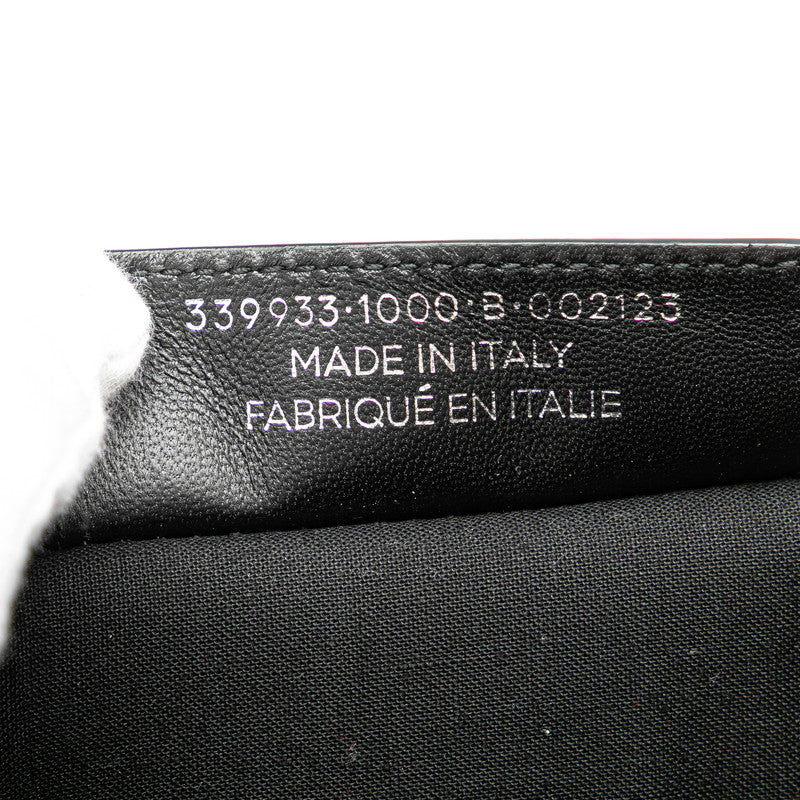 339933·1000·B·002123
MADE IN ITALY
FABRIQUÉ EN ITALIE